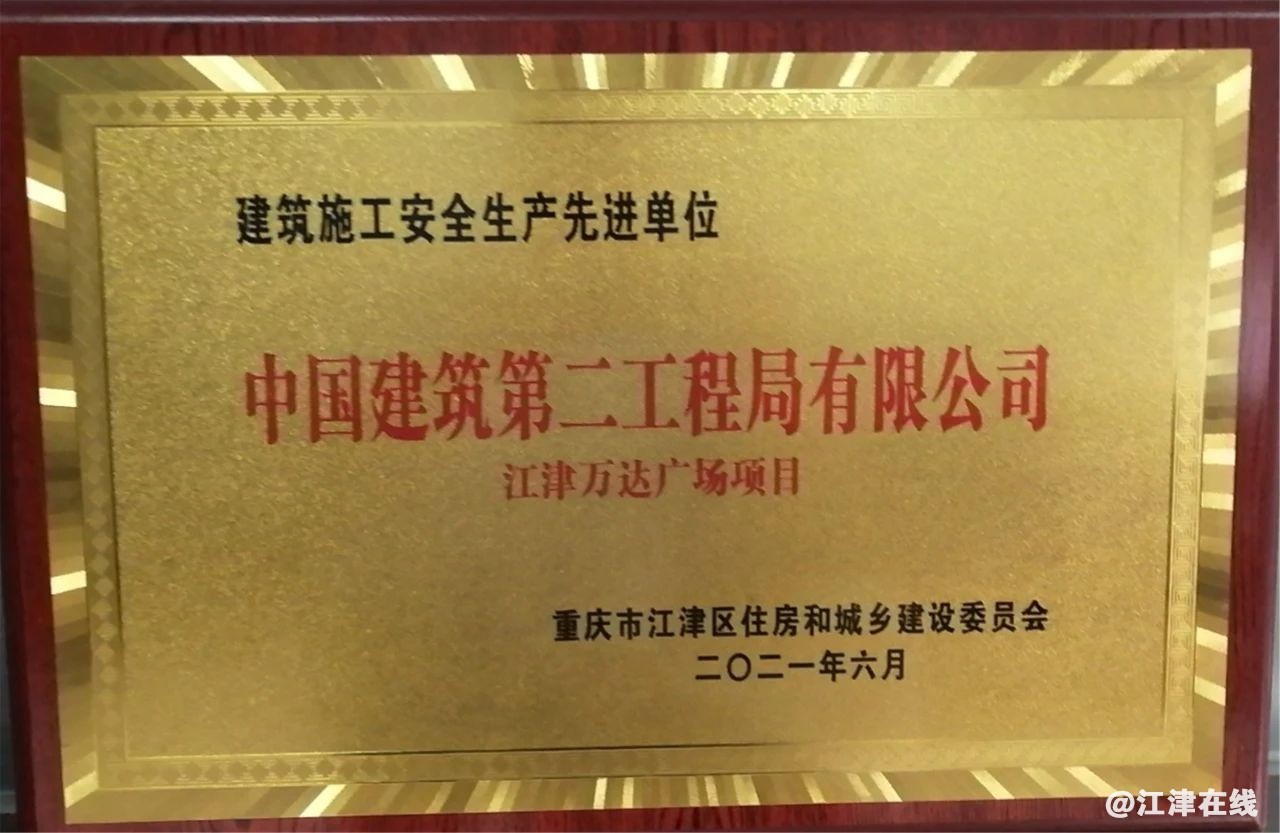 建筑施工安全生产先进单位
中国建筑第二工程局有限公司
江津万达广场项目
重庆市江津区住房和城乡建设委员会
二〇二一年六月
@江津在线